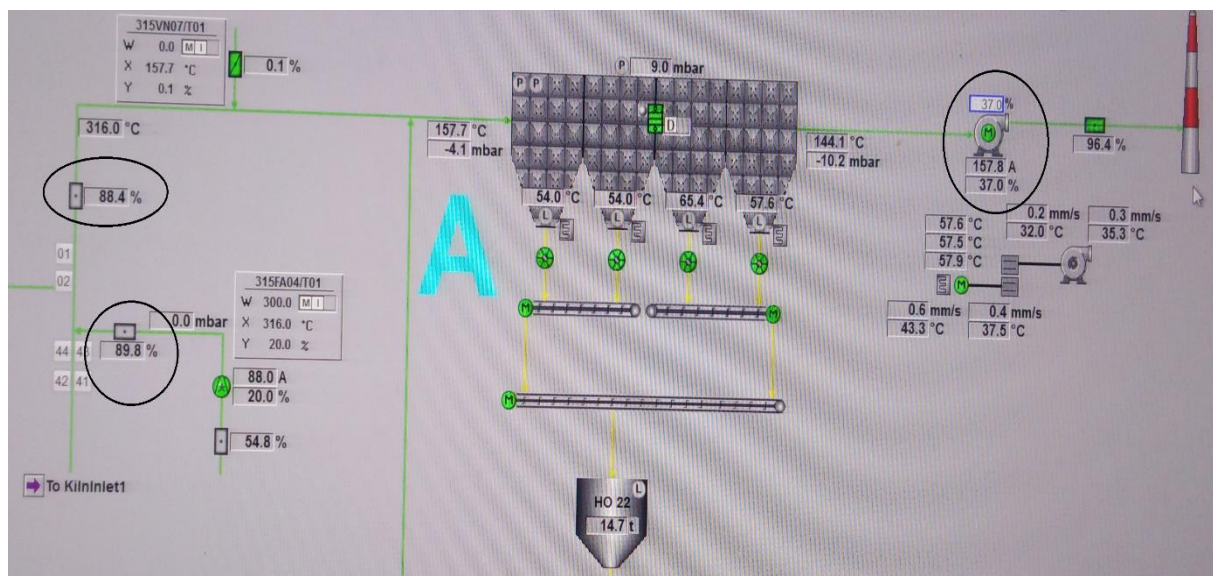 315VN07/T01
W 0.0 M I
X 157.7 °C
Y 0.1 %
0.1 %
P 9.0 mbar
P P
37.0 %
316.0 °C
157.7 °C
-4.1 mbar
D
144.1 °C
-10.2 mbar
M
157.8 A
37.0 %
96.4 %
88.4 %
54.0 °C
54.0 °C
65.4 °C
57.6 °C
L
L
L
L
A
01
02
57.6 °C
57.5 °C
57.9 °C
0.2 mm/s
32.0 °C
0.3 mm/s
35.3 °C
M
0.6 mm/s
43.3 °C
0.4 mm/s
37.5 °C
315FA04/T01
W 300.0 M I
X 316.0 °C
Y 20.0 %
0.0 mbar
89.8 %
44 43
42 41
M
M
88.0 A
20.0 %
M
54.8 %
To Kilninlet1
L
HO 22
14.7 t